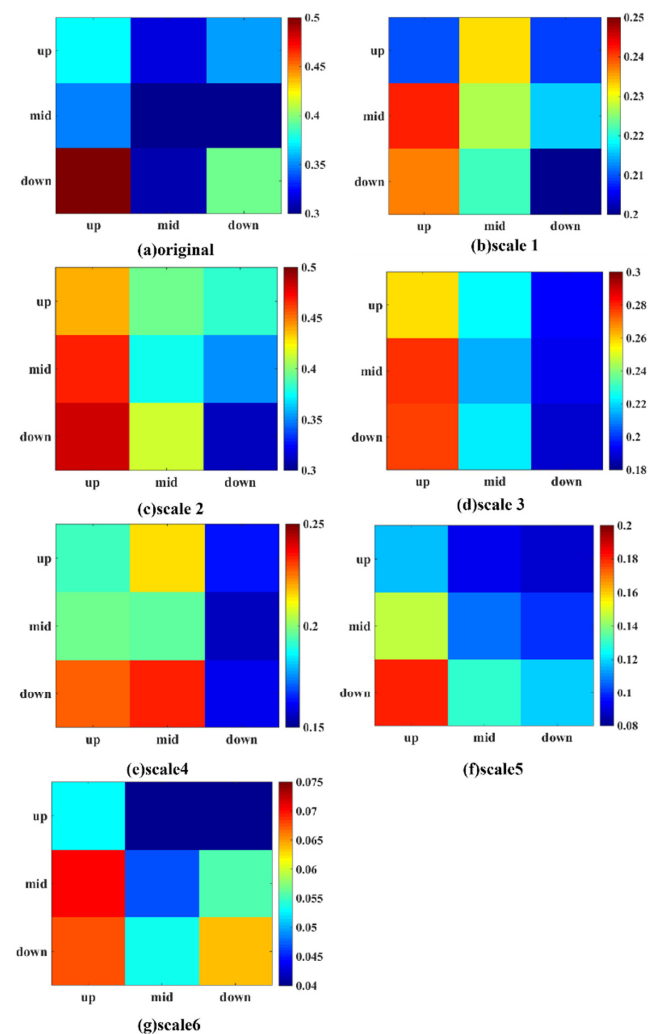 up
mid
down
up
mid
down
0.5
0.45
0.4
0.35
0.3
(a)original
up
mid
down
up
mid
down
0.25
0.24
0.23
0.22
0.21
0.2
(b)scale 1
up
mid
down
up
mid
down
0.5
0.45
0.4
0.35
0.3
(c)scale 2
up
mid
down
up
mid
down
0.3
0.28
0.26
0.24
0.22
0.2
0.18
(d)scale 3
up
mid
down
up
mid
down
0.25
0.2
0.15
(e)scale4
up
mid
down
up
mid
down
0.2
0.18
0.16
0.14
0.12
0.1
0.08
(f)scale5
up
mid
down
up
mid
down
0.075
0.07
0.065
0.06
0.055
0.05
0.045
0.04
(g)scale6